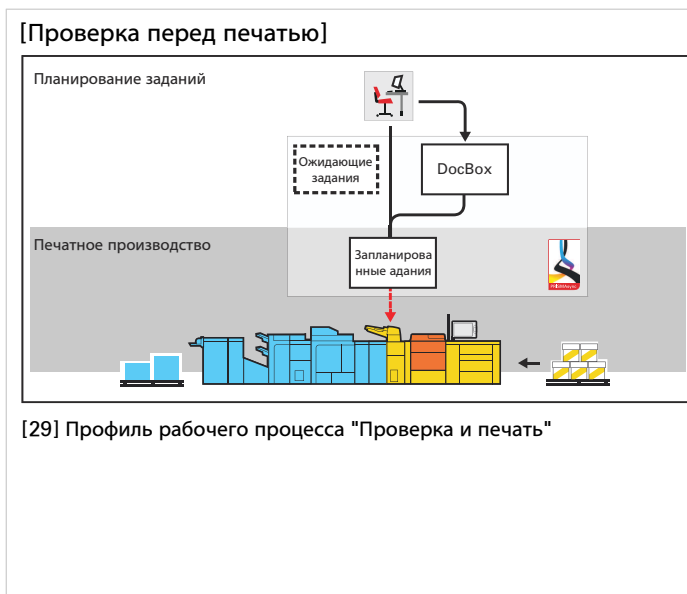 [Проверка перед печатью]
Планирование заданий
Ожидающие
задания
DocBox
Печатное производство
Запланирова
нные адания
PRISMAsync
[29] Профиль рабочего процесса "Проверка и печать"